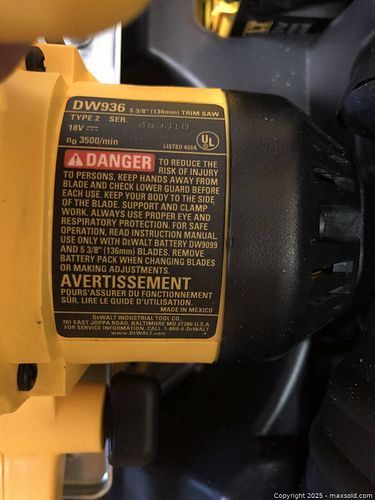 DW936 5 3/8" (136mm) TRIM SAW
TYPE 2 SER.
18V
n₀ 3500/min
LISTED 408A
UL
DANGER TO REDUCE THE
RISK OF INJURY
TO PERSONS, KEEP HANDS AWAY FROM
BLADE AND CHECK LOWER GUARD BEFORE
EACH USE. KEEP YOUR BODY TO THE SIDE
OF THE BLADE. SUPPORT AND CLAMP
WORK. ALWAYS USE PROPER EYE AND
RESPIRATORY PROTECTION. FOR SAFE
OPERATION, READ INSTRUCTION MANUAL.
USE ONLY WITH DEWALT BATTERY DW9099
AND 5 3/8" (136mm) BLADES. REMOVE
BATTERY PACK WHEN CHANGING BLADES
OR MAKING ADJUSTMENTS.
AVERTISSEMENT
POURS'ASSURER DU FONCTIONNEMENT
SÛR. LIRE LE GUIDE D'UTILISATION.
MADE IN MEXICO
DEWALT INDUSTRIAL TOOL CO.,
701 EAST JOPPA ROAD, BALTIMORE MD 21286 U.S.A
FOR SERVICE INFORMATION, CALL 1-800-4-DEWALT
www.DEWALT.com
Copyright 2025 - maxsold.com